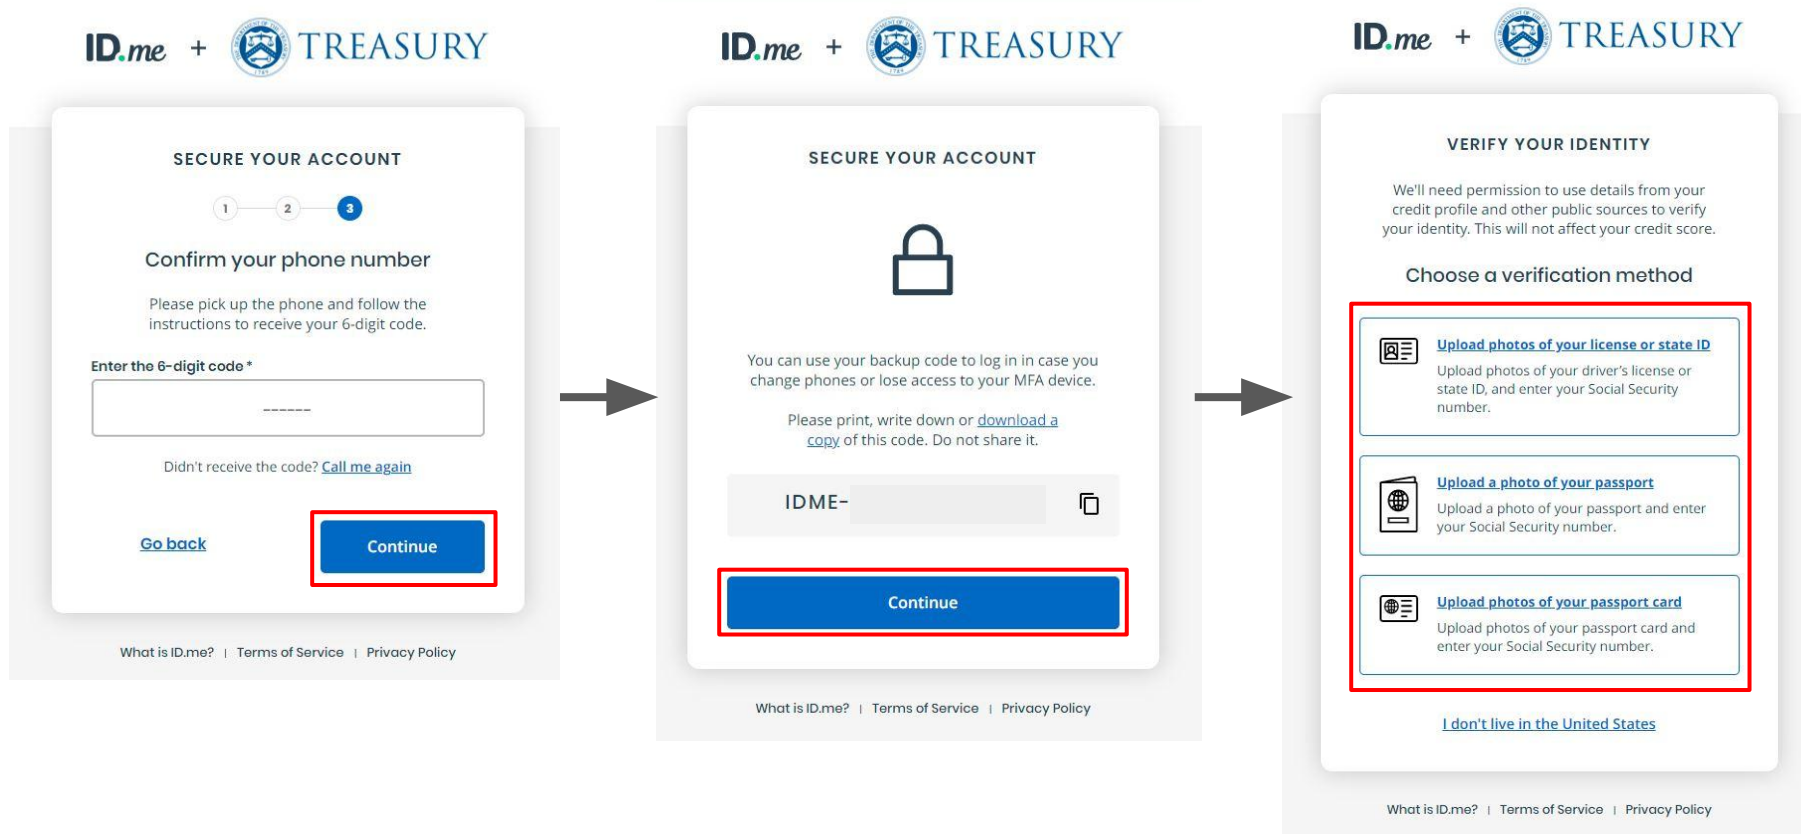 ID.me + TREASURY
SECURE YOUR ACCOUNT
1 2 3
Confirm your phone number
Please pick up the phone and follow the
instructions to receive your 6-digit code.
Enter the 6-digit code *
------
Didn't receive the code? Call me again
Go back
Continue
What is ID.me? | Terms of Service | Privacy Policy
ID.me + TREASURY
SECURE YOUR ACCOUNT
You can use your backup code to log in in case you
change phones or lose access to your MFA device.
Please print, write down or download a
copy of this code. Do not share it.
IDME-
Continue
What is ID.me? | Terms of Service | Privacy Policy
ID.me + TREASURY
VERIFY YOUR IDENTITY
We'll need permission to use details from your
credit profile and other public sources to verify
your identity. This will not affect your credit score.
Choose a verification method
Upload photos of your license or state ID
Upload photos of your driver's license or
state ID, and enter your Social Security
number.
Upload a photo of your passport
Upload a photo of your passport and enter
your Social Security number.
Upload photos of your passport card
Upload photos of your passport card and
enter your Social Security number.
I don't live in the United States
What is ID.me? | Terms of Service | Privacy Policy